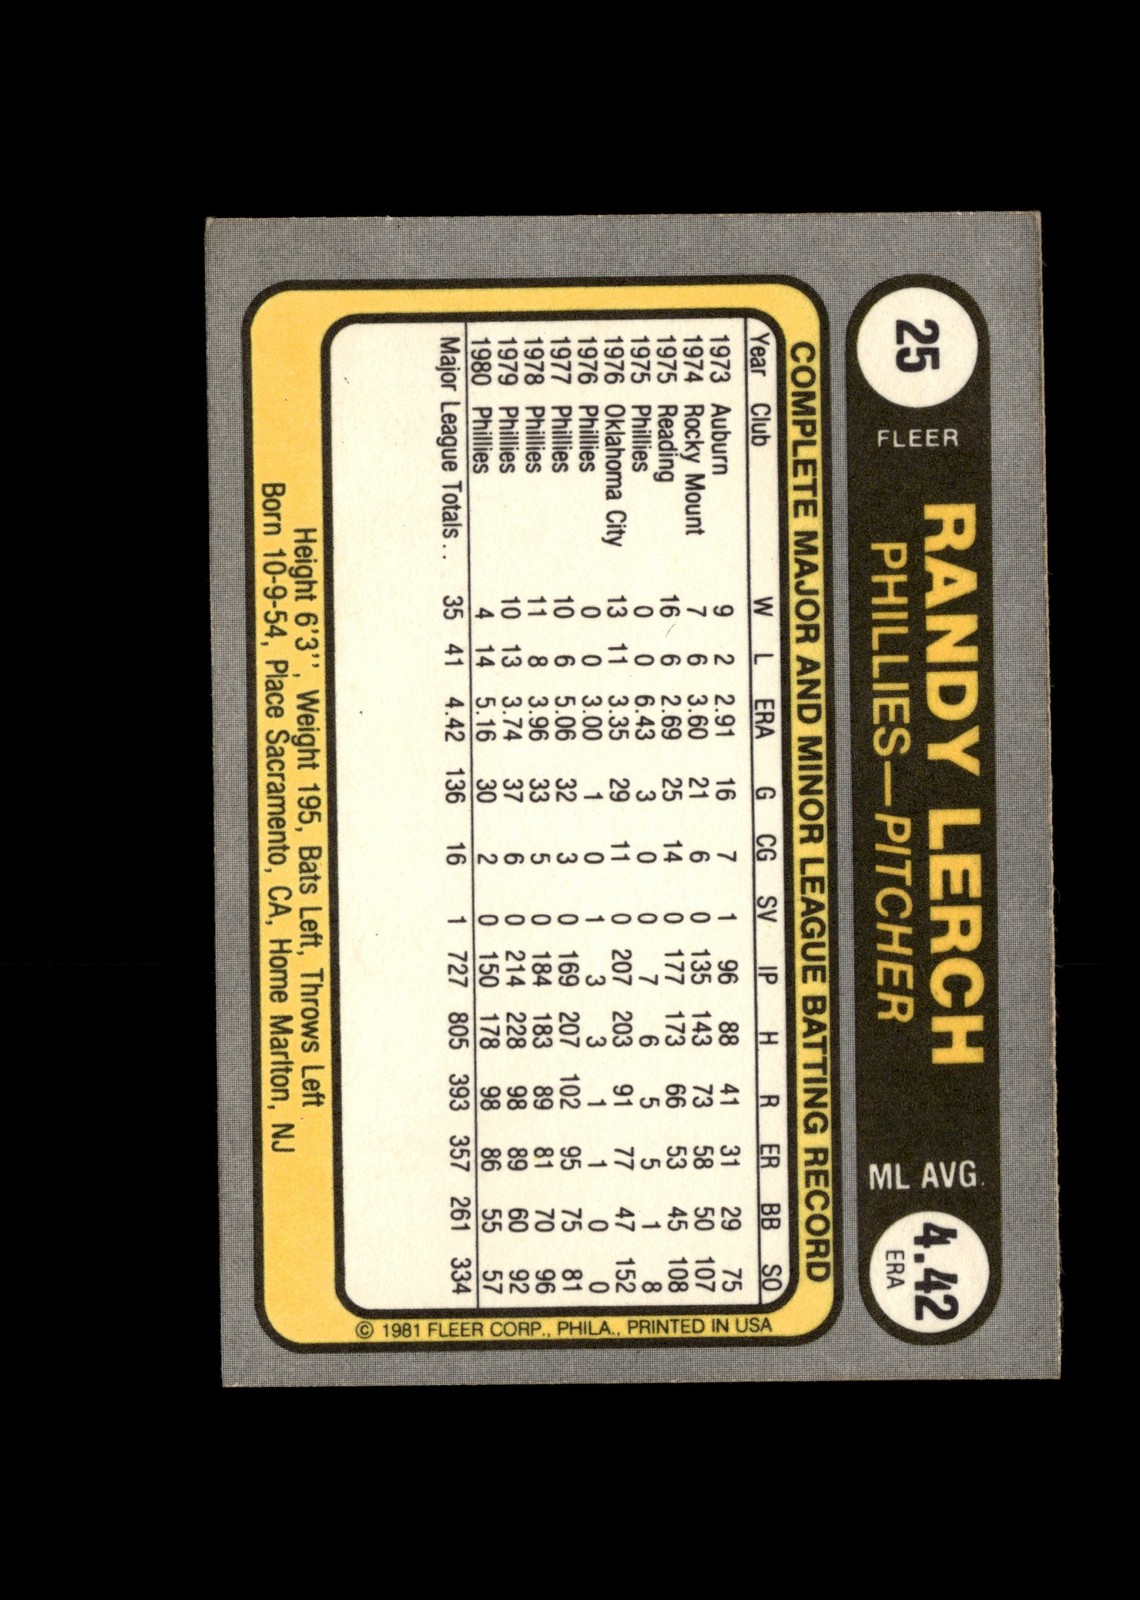 25 FLEER RANDY LERCH ML AVG. 4.42
PHILLIES—PITCHER ERA
COMPLETE MAJOR AND MINOR LEAGUE BATTING RECORD
Year Club W L ERA G CG SV IP H R ER BB SO
1973 Auburn 9 2 2.91 16 7 1 96 88 41 31 29 75
1974 Rocky Mount 7 6 3.60 21 6 0 135 143 73 58 50 107
1975 Reading 16 6 2.69 25 14 0 177 173 66 53 45 108
1975 Phillies 0 0 6.43 3 0 0 7 6 5 5 1 8
1976 Oklahoma City 13 11 3.35 29 11 0 207 203 91 77 47 152
1976 Phillies 0 0 3.00 1 0 1 3 3 1 1 0 0
1977 Phillies 10 6 5.06 32 3 0 169 207 102 95 75 81
1978 Phillies 11 8 3.96 33 5 0 184 183 89 81 70 96
1979 Phillies 10 13 3.74 37 6 0 214 228 98 89 60 92
1980 Phillies 4 14 5.16 30 2 0 150 178 98 86 55 57
Major League Totals . . 35 41 4.42 136 16 1 727 805 393 357 261 334
Height 6'3'', Weight 195, Bats Left, Throws Left
Born 10-9-54, Place Sacramento, CA, Home Marlton, NJ
© 1981 FLEER CORP., PHILA., PRINTED IN USA